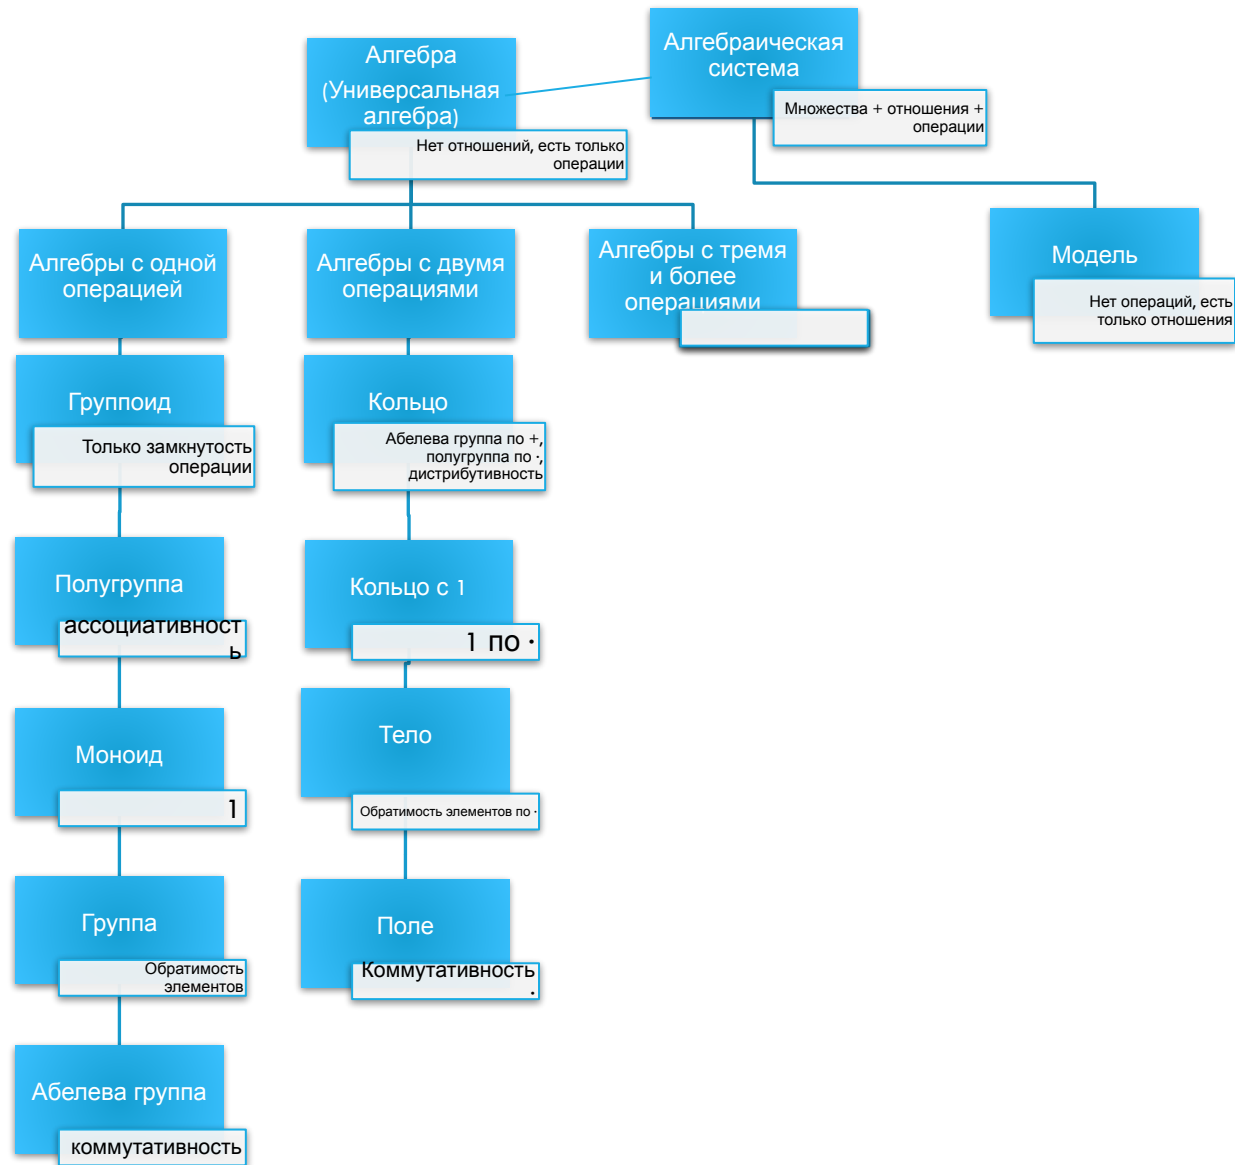 Алгебраическая
система
Множества + отношения +
операции
Алгебра
(Универсальная
алгебра)
Нет отношений, есть только
операции
Модель
Нет операций, есть
только отношения
Алгебры с одной
операцией
Алгебры с двумя
операциями
Алгебры с тремя
и более
операциями
Группоид
Только замкнутость
операции
Полугруппа
ассоциативност
ь
Моноид
1
Группа
Обратимость
элементов
Абелева группа
коммутативность
Кольцо
Абелева группа по +,
полугруппа по ·,
дистрибутивность
Кольцо с 1
1 по ·
Тело
Обратимость элементов по ·
Поле
Коммутативность
·